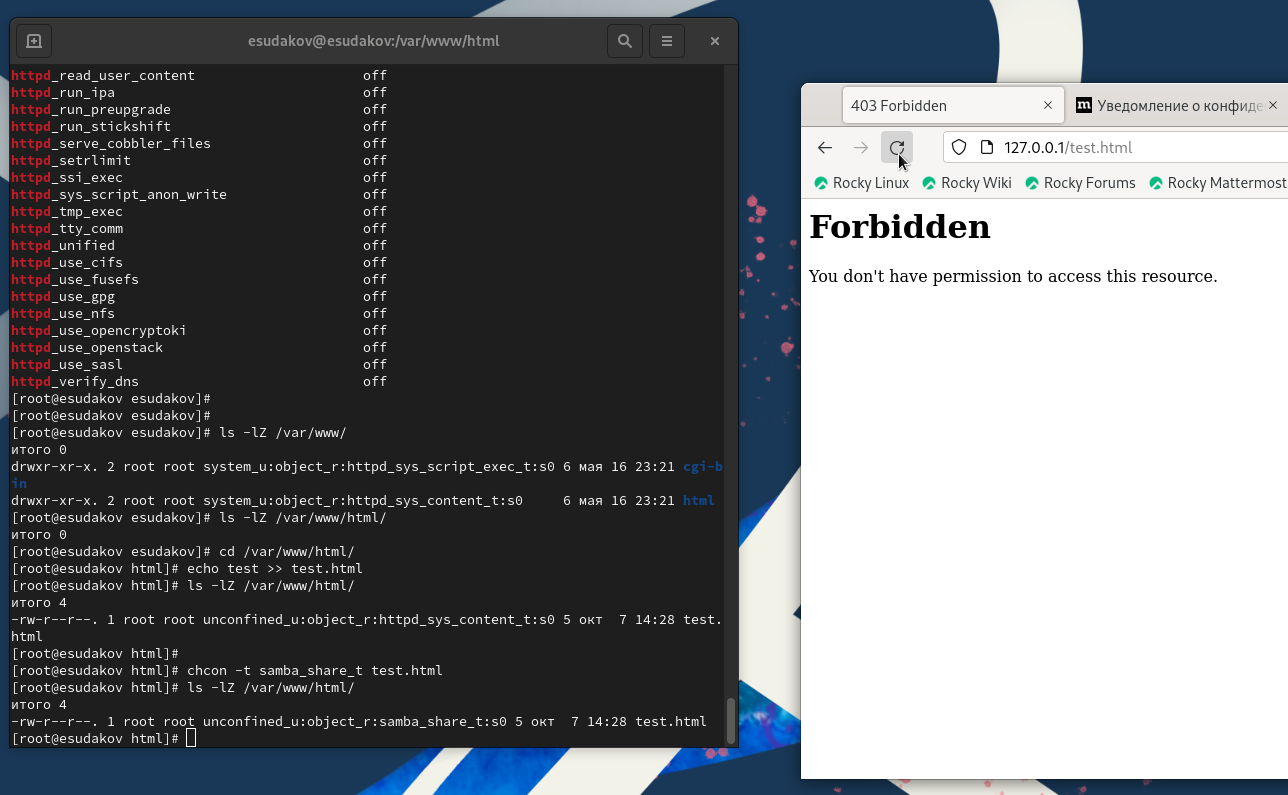 esudakov@esudakov:/var/www/html
httpd_read_user_content off
httpd_run_ipa off
httpd_run_preupgrade off
httpd_run_stickshift off
httpd_serve_cobbler_files off
httpd_setrlimit off
httpd_ssi_exec off
httpd_sys_script_anon_write off
httpd_tmp_exec off
httpd_tty_comm off
httpd_unified off
httpd_use_cifs off
httpd_use_fusefs off
httpd_use_gpg off
httpd_use_nfs off
httpd_use_opencryptoki off
httpd_use_openstack off
httpd_use_sasl off
httpd_verify_dns off
[root@esudakov esudakov]#
[root@esudakov esudakov]#
[root@esudakov esudakov]# ls -lZ /var/www/
итого 0
drwxr-xr-x. 2 root root system_u:object_r:httpd_sys_script_exec_t:s0 6 мая 16 23:21 cgi-b
in
drwxr-xr-x. 2 root root system_u:object_r:httpd_sys_content_t:s0 6 мая 16 23:21 html
[root@esudakov esudakov]# ls -lZ /var/www/html/
итого 0
[root@esudakov esudakov]# cd /var/www/html/
[root@esudakov html]# echo test >> test.html
[root@esudakov html]# ls -lZ /var/www/html/
итого 4
-rw-r--r--. 1 root root unconfined_u:object_r:httpd_sys_content_t:s0 5 окт 7 14:28 test.
html
[root@esudakov html]#
[root@esudakov html]# chcon -t samba_share_t test.html
[root@esudakov html]# ls -lZ /var/www/html/
итого 4
-rw-r--r--. 1 root root unconfined_u:object_r:samba_share_t:s0 5 окт 7 14:28 test.html
[root@esudakov html]#
403 Forbidden
m Уведомление о конфиде
127.0.0.1/test.html
Rocky Linux Rocky Wiki Rocky Forums Rocky Mattermost
Forbidden
You don't have permission to access this resource.